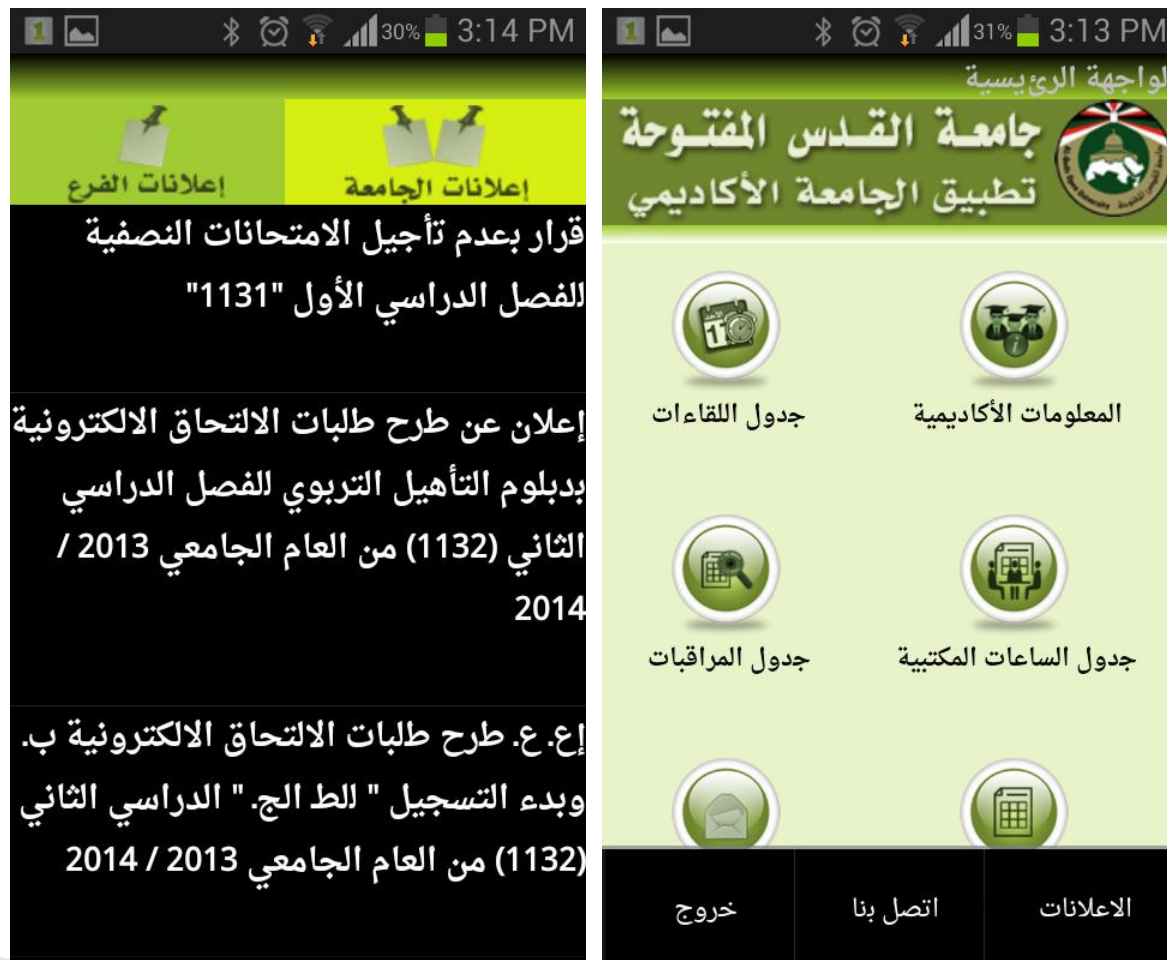 30% 3:14 PM
إعلانات الجامعة
إعلانات الفرع
قرار بعدم تأجيل الامتحانات النصفية
للفصل الدراسي الأول "1131"
إعلان عن طرح طلبات الالتحاق الالكترونية
بدبلوم التأهيل التربوي للفصل الدراسي
الثاني (1132) من العام الجامعي 2013 /
2014
إع. ع. طرح طلبات الالتحاق الالكترونية ب.
وبدء التسجيل " للط الج. " الدراسي الثاني
(1132) من العام الجامعي 2013 / 2014
31% 3:13 PM
لواجهة الرئيسية
جامعة القدس المفتوحة
تطبيق الجامعة الأكاديمي
المعلومات الأكاديمية
جدول اللقاءات
جدول الساعات المكتبية
جدول المراقبات
الاعلانات
اتصل بنا
خروج